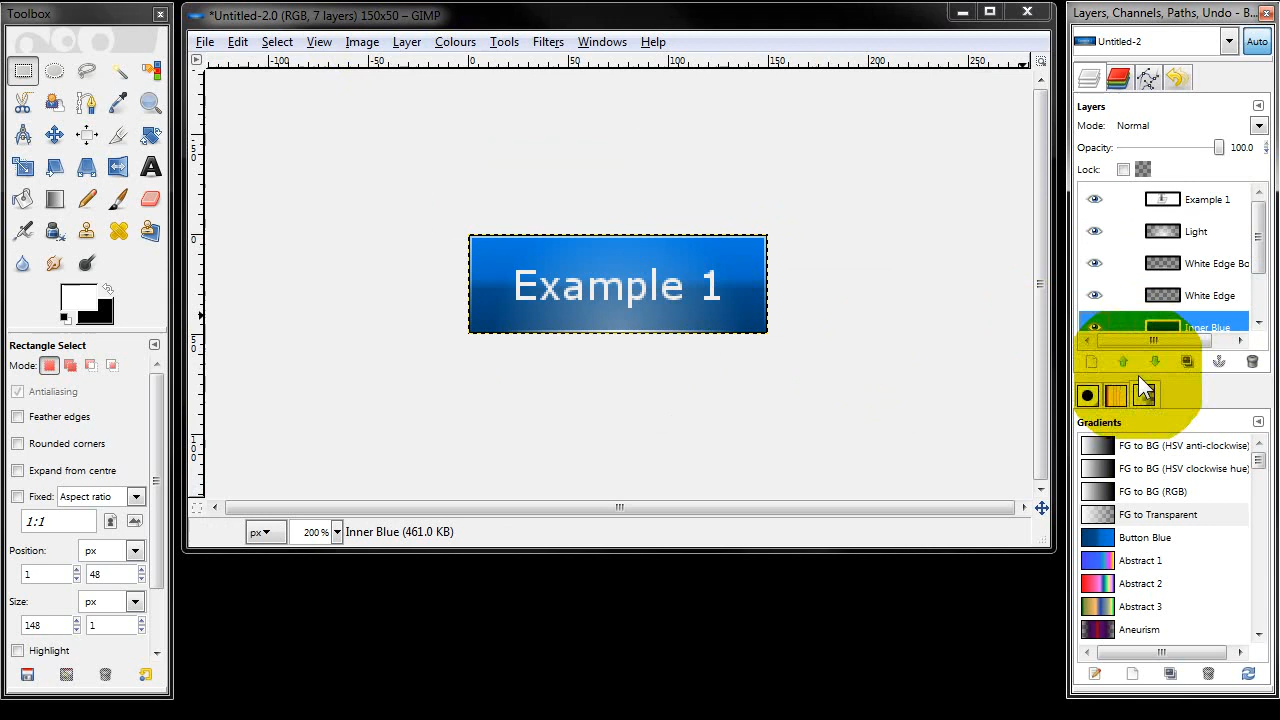 Toolbox
*Untitled-2.0 (RGB, 7 layers) 150x50 – GIMP
Layers, Channels, Paths, Undo - B...
File Edit Select View Image Layer Colours Tools Filters Windows Help
Untitled-2
Auto
-100 -50 0 50 100 150 200 250
Layers
Mode: Normal
Opacity: 100.0
Lock:
Example 1
Light
White Edge Bo
White Edge
Inner Blue
Example 1
Rectangle Select
Mode:
Antialiasing
Feather edges
Rounded corners
Expand from centre
Fixed: Aspect ratio
1:1
Position: px
1 48
Size: px
148 1
Highlight
px 200 % Inner Blue (461.0 KB)
Gradients
FG to BG (HSV anti-clockwise)
FG to BG (HSV clockwise hue)
FG to BG (RGB)
FG to Transparent
Button Blue
Abstract 1
Abstract 2
Abstract 3
Aneurism